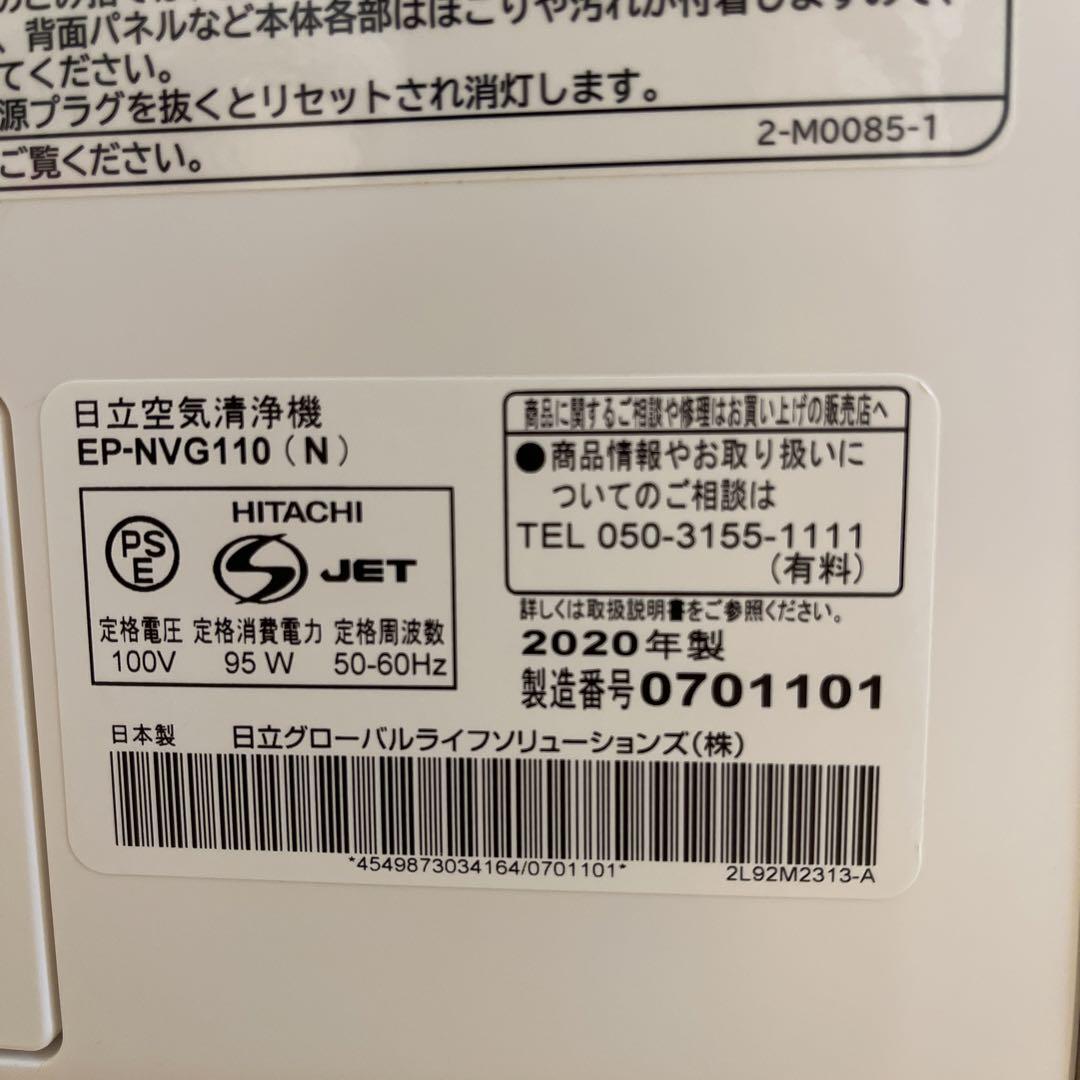 、背面パネルなど本体各部はほこりや汚れが付着しますので、
てください。
源プラグを抜くとリセットされ消灯します。
ご覧ください。
2-M0085-1
日立空気清浄機
EP-NVG110(N)
PSE
HITACHI
S JET
定格電圧 定格消費電力 定格周波数
100V 95W 50-60Hz
商品に関するご相談や修理はお買い上げの販売店へ
●商品情報やお取り扱いに
ついてのご相談は
TEL 050-3155-1111
(有料)
詳しくは取扱説明書をご参照ください。
2020年製
製造番号0701101
日本製 日立グローバルライフソリューションズ(株)
*4549873034164/0701101*
2L92M2313-A